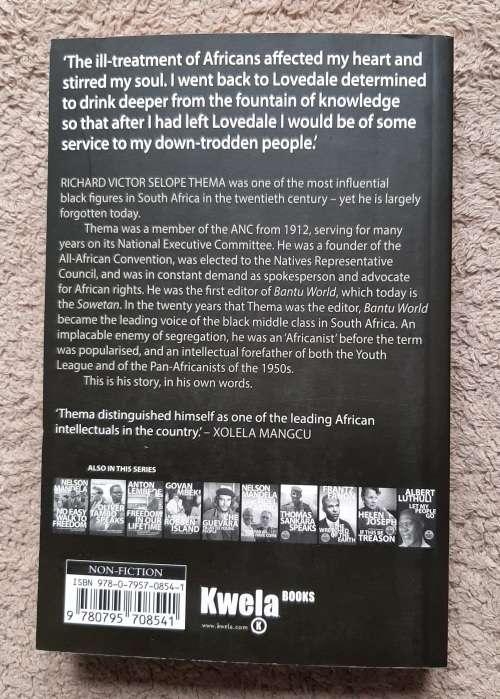 ‘The ill-treatment of Africans affected my heart and
stirred my soul. I went back to Lovedale determined
to drink deeper from the fountain of knowledge
so that after I had left Lovedale I would be of some
service to my down-trodden people.’
RICHARD VICTOR SELOPE THEMA was one of the most influential
black figures in South Africa in the twentieth century – yet he is largely
forgotten today.
Thema was a member of the ANC from 1912, serving for many
years on its National Executive Committee. He was a founder of the
All-African Convention, was elected to the Natives Representative
Council, and was in constant demand as spokesperson and advocate
for African rights. He was the first editor of Bantu World, which today is
the Sowetan. In the twenty years that Thema was the editor, Bantu World
became the leading voice of the black middle class in South Africa. An
implacable enemy of segregation, he was an ‘Africanist’ before the term
was popularised, and an intellectual forefather of both the Youth
League and of the Pan-Africanists of the 1950s.
This is his story, in his own words.
‘Thema distinguished himself as one of the leading African
intellectuals in the country.’ – XOLELA MANGCU
ALSO IN THIS SERIES
NELSON
MANDELA
NO EASY
WALK TO
FREEDOM
OLIVER
TAMBO
SPEAKS
ANTON
LEMBEDE
FREEDOM
IN OUR
LIFETIME
GOVAN
MBEKI
ROBBEN
ISLAND
CHE
GUEVARA
NELSON
MANDELA
THOMAS
SANKARA
SPEAKS
FRANTZ
FANON
THE
WRETCHED
OF THE
EARTH
HELEN
JOSEPH
IF THIS BE
TREASON
ALBERT
LUTHULI
LET MY
PEOPLE
GO
NON-FICTION
ISBN 978-0-7957-0854-1
9 780795 708541
Kwela BOOKS
www.kwela.com
K